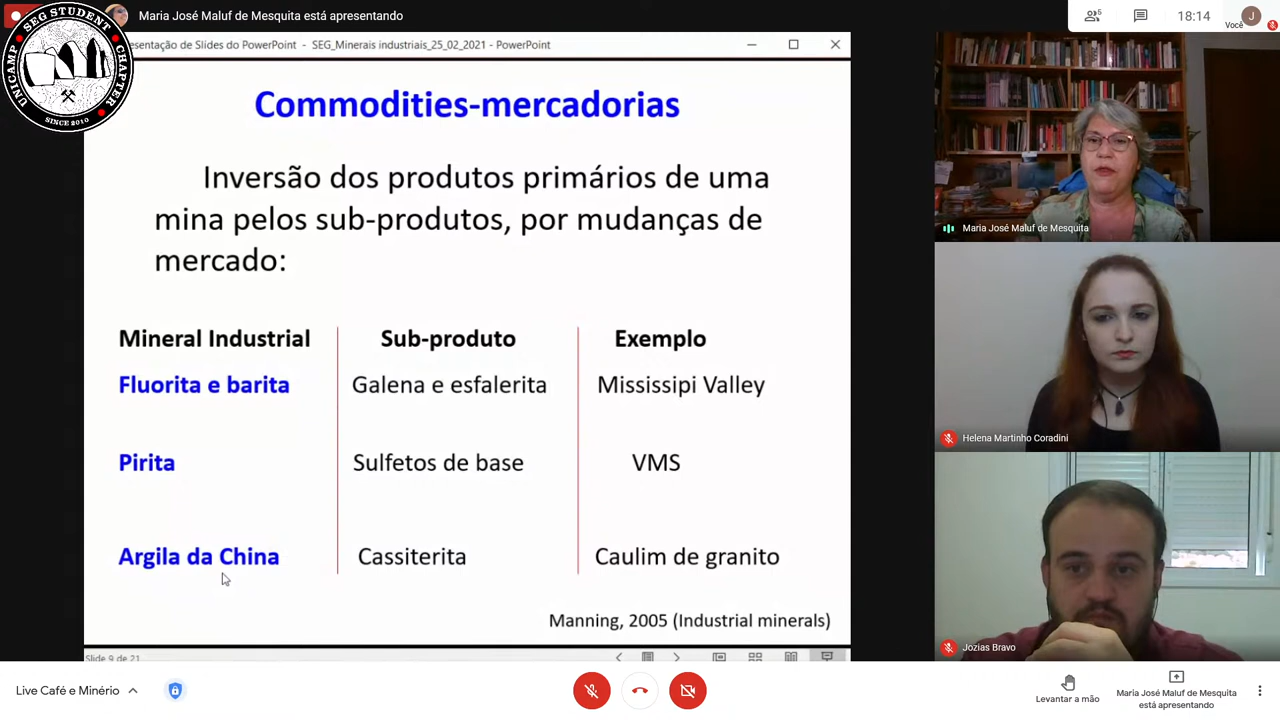 Maria José Maluf de Mesquita está apresentando
5
18:14
J
Você
SEG STUDENT CHAPTER
UNICAMP
SINCE 2010
esentação de Slides do PowerPoint - SEG_Minerais industriais_25_02_2021 - PowerPoint
Commodities-mercadorias
Inversão dos produtos primários de uma
mina pelos sub-produtos, por mudanças de
mercado:
Mineral Industrial Sub-produto Exemplo
Fluorita e barita Galena e esfalerita Mississipi Valley
Pirita Sulfetos de base VMS
Argila da China Cassiterita Caulim de granito
Manning, 2005 (Industrial minerals)
Slide 9 de 21
Maria José Maluf de Mesquita
Helena Martinho Coradini
Jozias Bravo
Live Café e Minério
Levantar a mão
Maria José Maluf de Mesquita
está apresentando